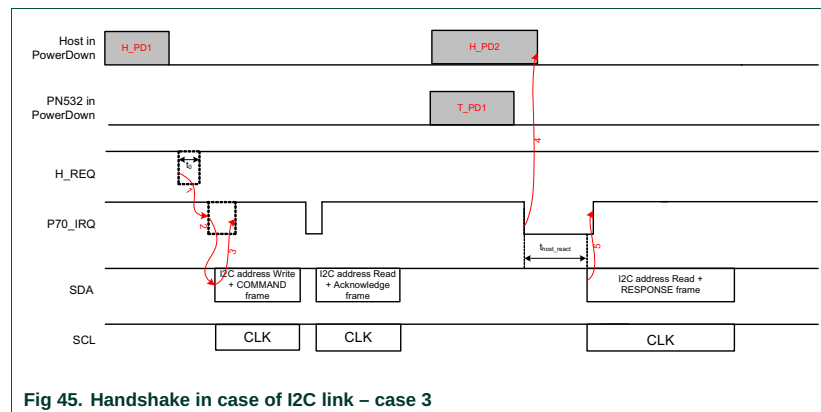 Host in
PowerDown
H_PD1
H_PD2
PN532 in
PowerDown
T_PD1
4
H_REQ
t0
1
P70_IRQ
2
3
thost_react
5
SDA
I2C address Write
+ COMMAND
frame
I2C address Read
+ Acknowledge
frame
I2C address Read +
RESPONSE frame
SCL
CLK
CLK
CLK
Fig 45. Handshake in case of I2C link – case 3